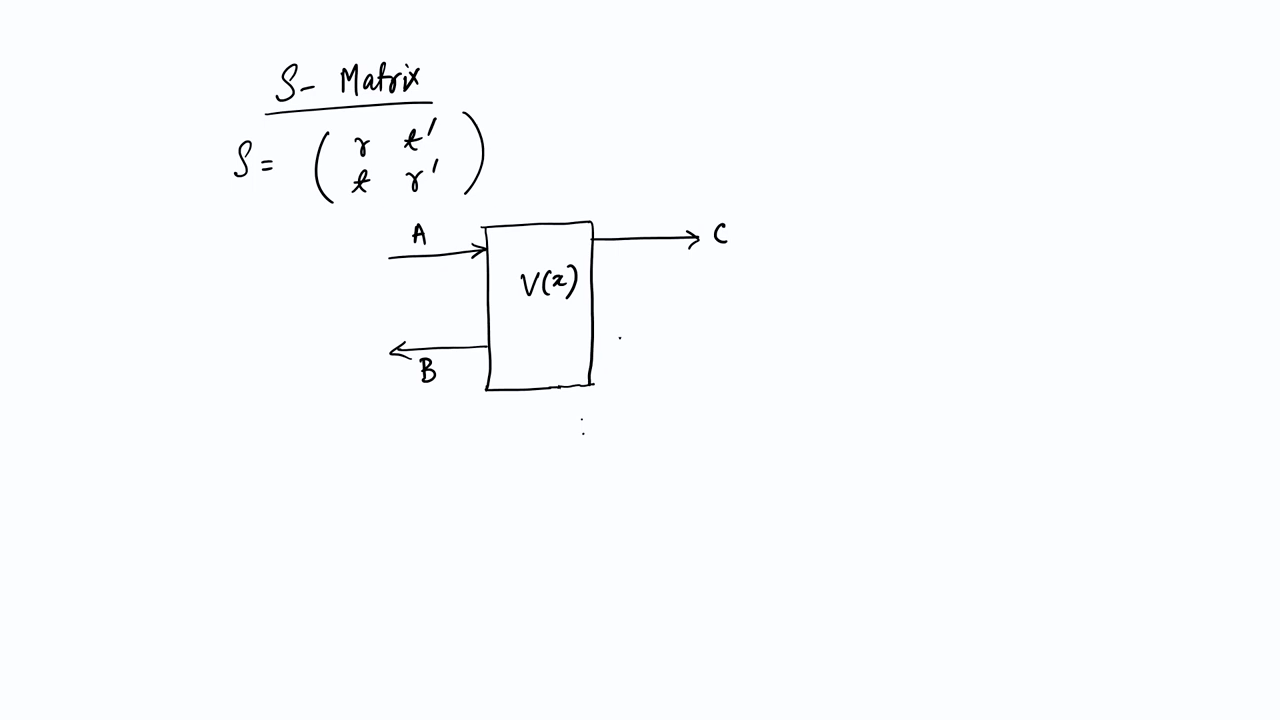 S- Matrix
S = ( r t'
t r' )
A
C
V(x)
B